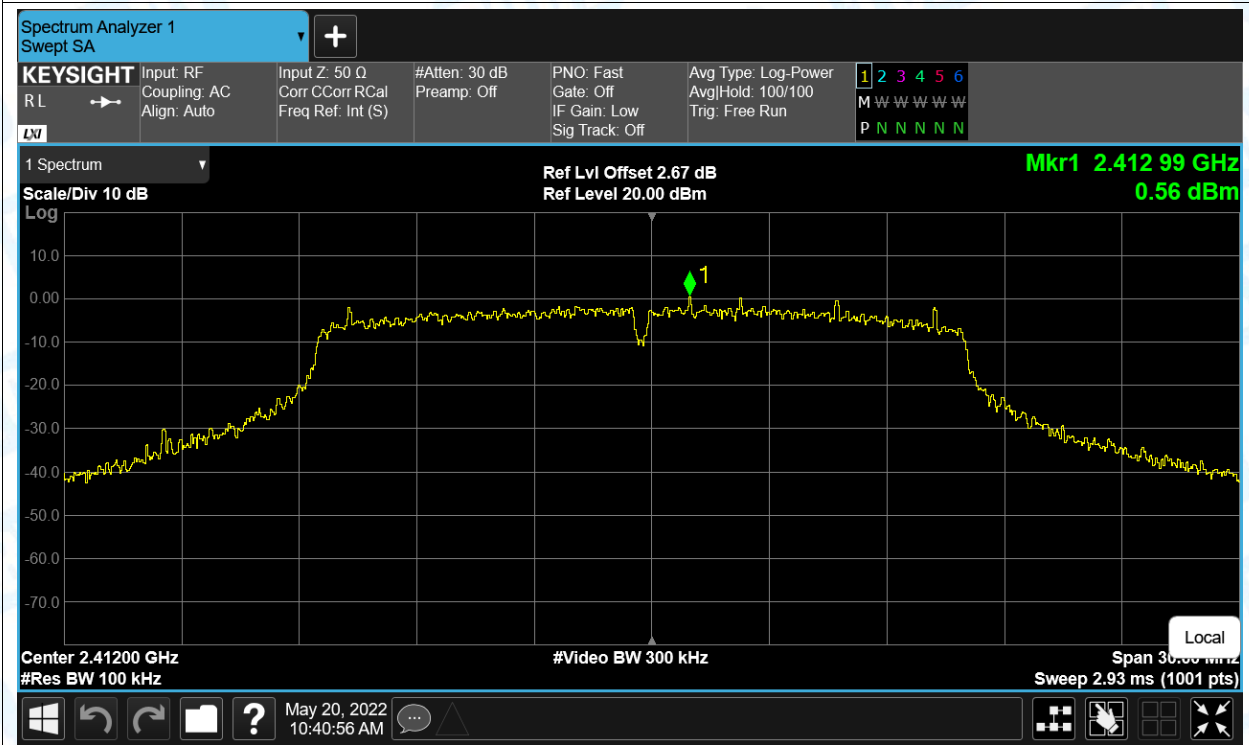 Spectrum Analyzer 1
Swept SA
KEYSIGHT
R L
LXI
Input: RF
Coupling: AC
Align: Auto
Input Z: 50 Ω
Corr CCorr RCal
Freq Ref: Int (S)
#Atten: 30 dB
Preamp: Off
PNO: Fast
Gate: Off
IF Gain: Low
Sig Track: Off
Avg Type: Log-Power
Avg|Hold: 100/100
Trig: Free Run
1 2 3 4 5 6
M W W W W W
P N N N N N
1 Spectrum
Scale/Div 10 dB
Log
Ref Lvl Offset 2.67 dB
Ref Level 20.00 dBm
Mkr1 2.412 99 GHz
0.56 dBm
1
10.0
0.00
-10.0
-20.0
-30.0
-40.0
-50.0
-60.0
-70.0
Local
Center 2.41200 GHz
#Res BW 100 kHz
#Video BW 300 kHz
Span 30.00 MHz
Sweep 2.93 ms (1001 pts)
?
May 20, 2022
10:40:56 AM